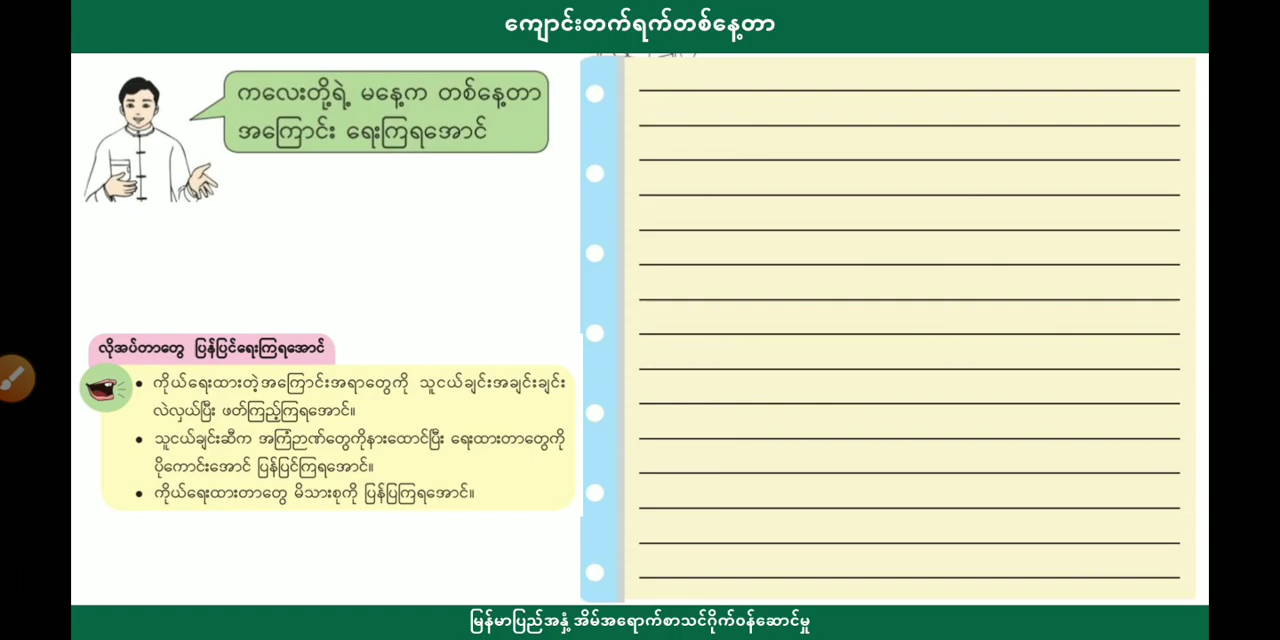 ကျောင်းတက်ရက်တစ်နေ့တာ
ကလေးတို့ရဲ့ မနေ့က တစ်နေ့တာ
အကြောင်း ရေးကြရအောင်
လိုအပ်တာတွေ ပြန်ပြင်ရေးကြရအောင်
• ကိုယ်ရေးထားတဲ့အကြောင်းအရာတွေကို သူငယ်ချင်းအချင်းချင်း
လဲလှယ်ပြီး ဖတ်ကြည့်ကြရအောင်။
• သူငယ်ချင်းဆီက အကြံဉာဏ်တွေကိုနားထောင်ပြီး ရေးထားတာတွေကို
ပိုကောင်းအောင် ပြန်ပြင်ကြရအောင်။
• ကိုယ်ရေးထားတာတွေ မိသားစုကို ပြန်ပြကြရအောင်။
မြန်မာပြည်အနှံ့ အိမ်အရောက်စာသင်ဂိုက်ဝန်ဆောင်မှု